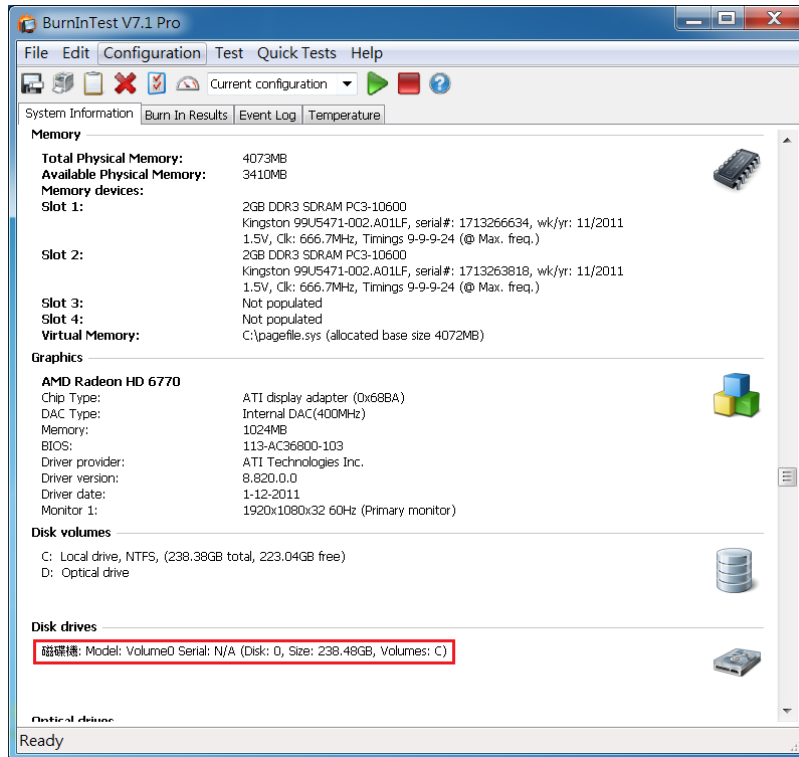 BurnInTest V7.1 Pro
File Edit Configuration Test Quick Tests Help
Current configuration
System Information Burn In Results Event Log Temperature
Memory
Total Physical Memory: 4073MB
Available Physical Memory: 3410MB
Memory devices:
Slot 1: 2GB DDR3 SDRAM PC3-10600
Kingston 99U5471-002.A01LF, serial#: 1713266634, wk/yr: 11/2011
1.5V, Clk: 666.7MHz, Timings 9-9-9-24 (@ Max. freq.)
Slot 2: 2GB DDR3 SDRAM PC3-10600
Kingston 99U5471-002.A01LF, serial#: 1713263818, wk/yr: 11/2011
1.5V, Clk: 666.7MHz, Timings 9-9-9-24 (@ Max. freq.)
Slot 3: Not populated
Slot 4: Not populated
Virtual Memory: C:\pagefile.sys (allocated base size 4072MB)
Graphics
AMD Radeon HD 6770
Chip Type: ATI display adapter (0x68BA)
DAC Type: Internal DAC(400MHz)
Memory: 1024MB
BIOS: 113-AC36800-103
Driver provider: ATI Technologies Inc.
Driver version: 8.820.0.0
Driver date: 1-12-2011
Monitor 1: 1920x1080x32 60Hz (Primary monitor)
Disk volumes
C: Local drive, NTFS, (238.38GB total, 223.04GB free)
D: Optical drive
Disk drives
磁碟機: Model: Volume0 Serial: N/A (Disk: 0, Size: 238.48GB, Volumes: C)
Optical drives
Ready